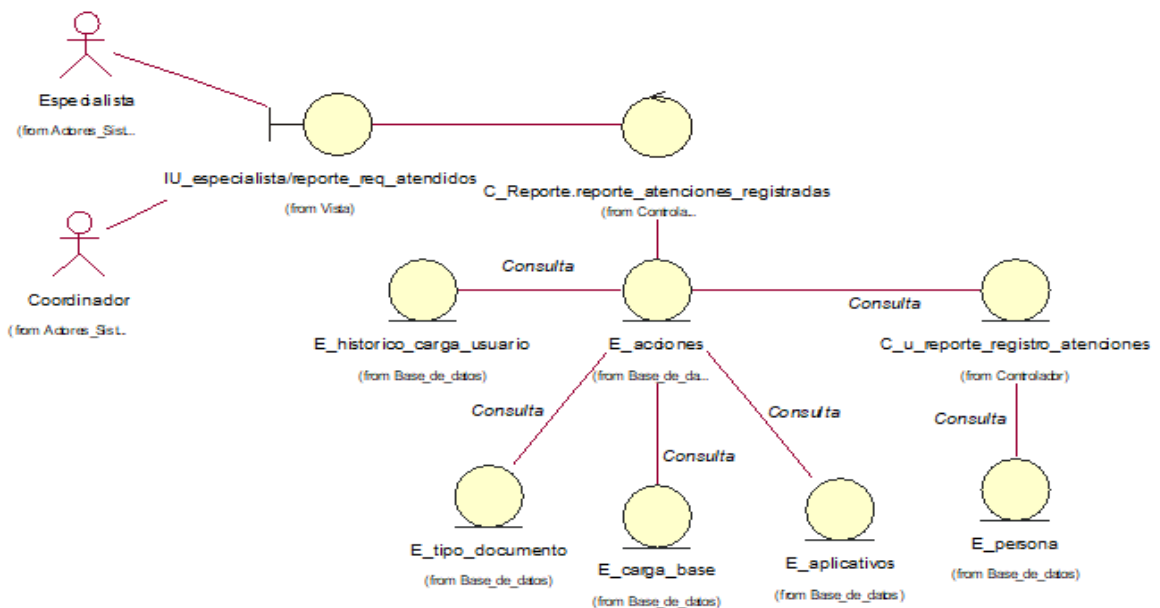 Especialista
(from Actores_Sist...
IU_especialista/reporte_req_atendidos
(from Vista)
C_Reporte.reporte_atenciones_registradas
(from Controla...
Coordinador
(from Actores_Sist...
Consulta
Consulta
E_historico_carga_usuario
(from Base_de_datos)
E_acciones
(from Base_de_da...
C_u_reporte_registro_atenciones
(from Controlador)
Consulta
Consulta
Consulta
Consulta
E_tipo_documento
(from Base_de_datos)
E_carga_base
(from Base_de_datos)
E_aplicativos
(from Base_de_datos)
E_persona
(from Base_de_datos)